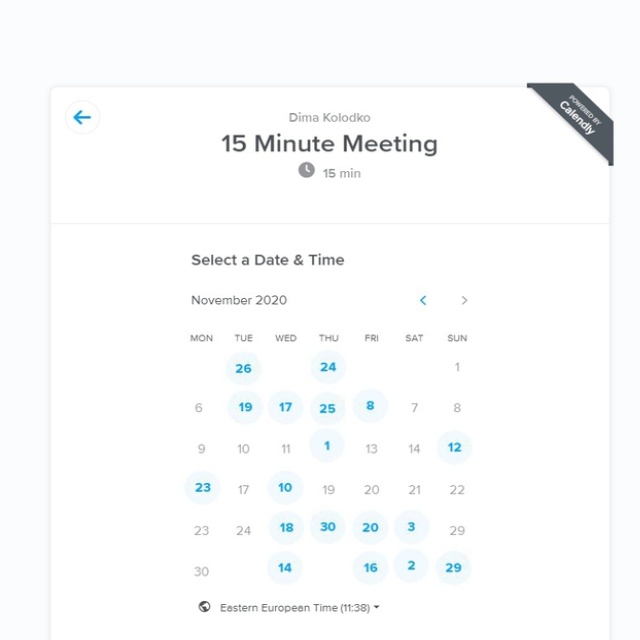 POWERED BY
Calendly
Dima Kolodko
15 Minute Meeting
15 min
Select a Date & Time
November 2020
MON TUE WED THU FRI SAT SUN
26 24 1
6 19 17 25 8 7 8
9 10 11 1 13 14 12
23 17 10 19 20 21 22
23 24 18 30 20 3 29
30 14 16 2 29
Eastern European Time (11:38)